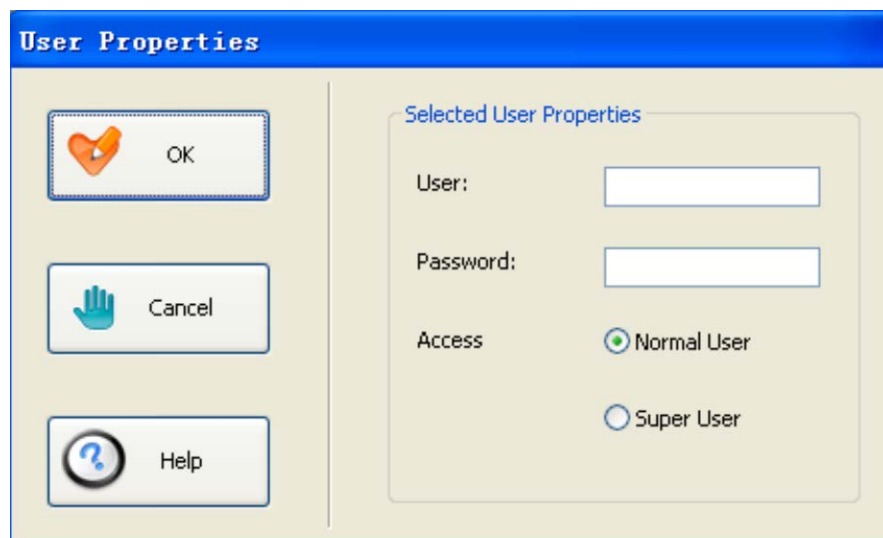 User Properties
OK
Cancel
Help
Selected User Properties
User:
Password:
Access
Normal User
Super User